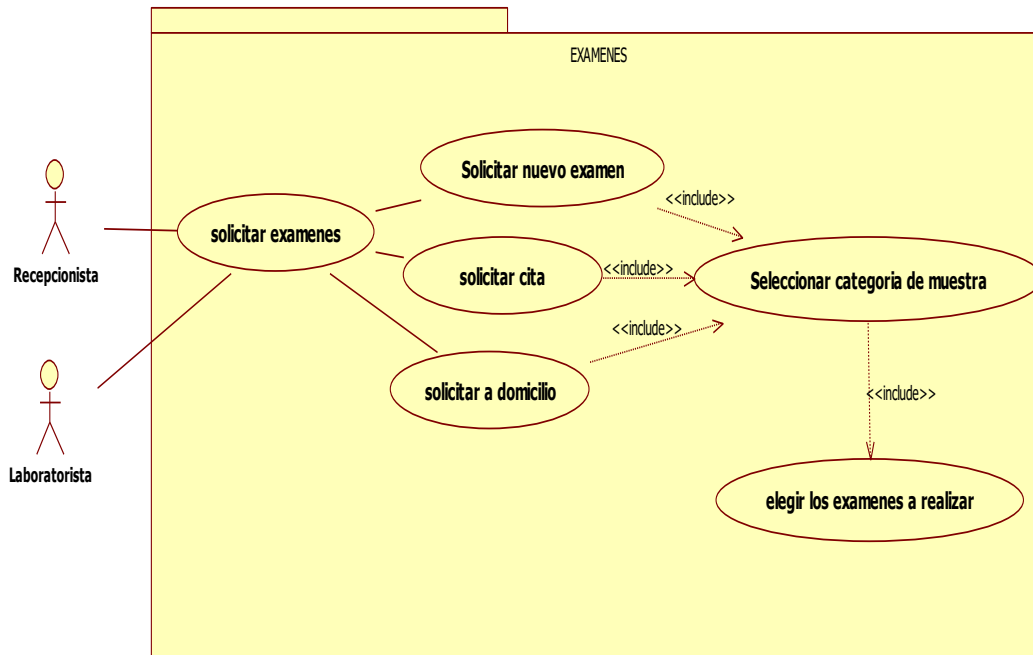 EXAMENES
Solicitar nuevo examen
<<include>>
solicitar examenes
Recepcionista
solicitar cita
<<include>>
Seleccionar categoria de muestra
<<include>>
solicitar a domicilio
<<include>>
Laboratorista
elegir los examenes a realizar